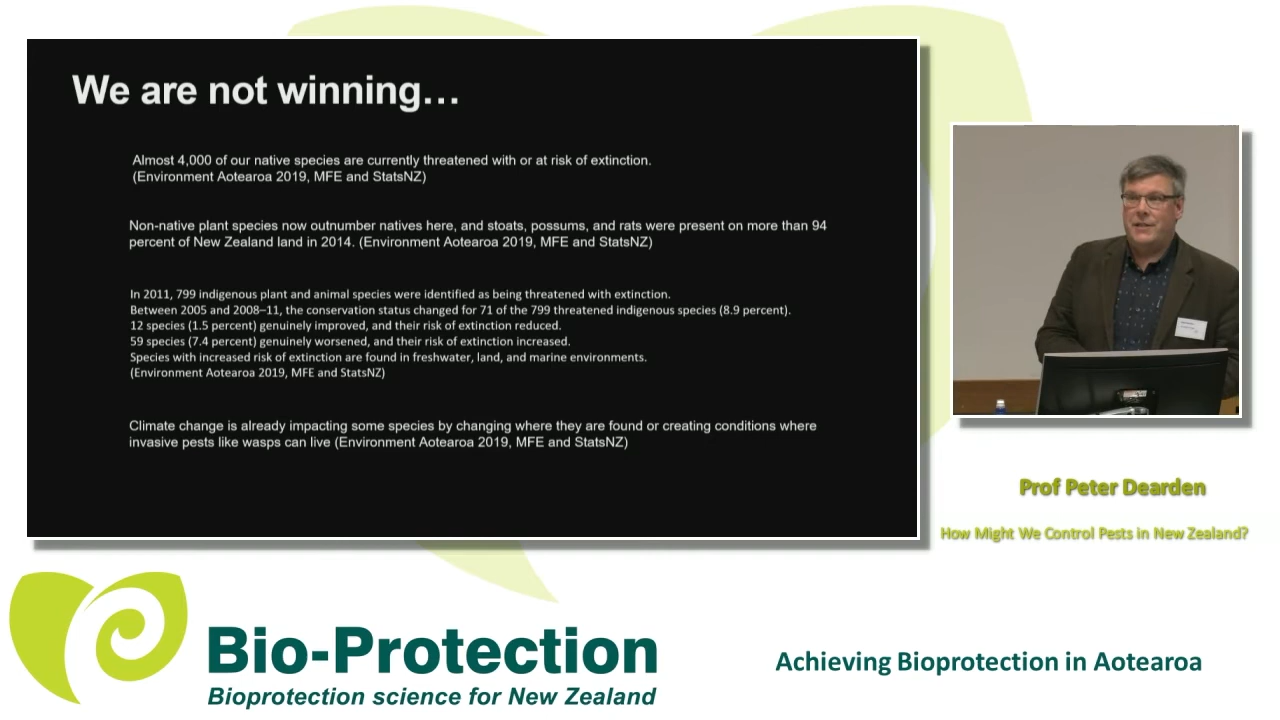 We are not winning…
Almost 4,000 of our native species are currently threatened with or at risk of extinction.
(Environment Aotearoa 2019, MFE and StatsNZ)
Non-native plant species now outnumber natives here, and stoats, possums, and rats were present on more than 94
percent of New Zealand land in 2014. (Environment Aotearoa 2019, MFE and StatsNZ)
In 2011, 799 indigenous plant and animal species were identified as being threatened with extinction.
Between 2005 and 2008–11, the conservation status changed for 71 of the 799 threatened indigenous species (8.9 percent).
12 species (1.5 percent) genuinely improved, and their risk of extinction reduced.
59 species (7.4 percent) genuinely worsened, and their risk of extinction increased.
Species with increased risk of extinction are found in freshwater, land, and marine environments.
(Environment Aotearoa 2019, MFE and StatsNZ)
Climate change is already impacting some species by changing where they are found or creating conditions where
invasive pests like wasps can live (Environment Aotearoa 2019, MFE and StatsNZ)
Prof Peter Dearden
How Might We Control Pests in New Zealand?
Bio-Protection
Bioprotection science for New Zealand
Achieving Bioprotection in Aotearoa